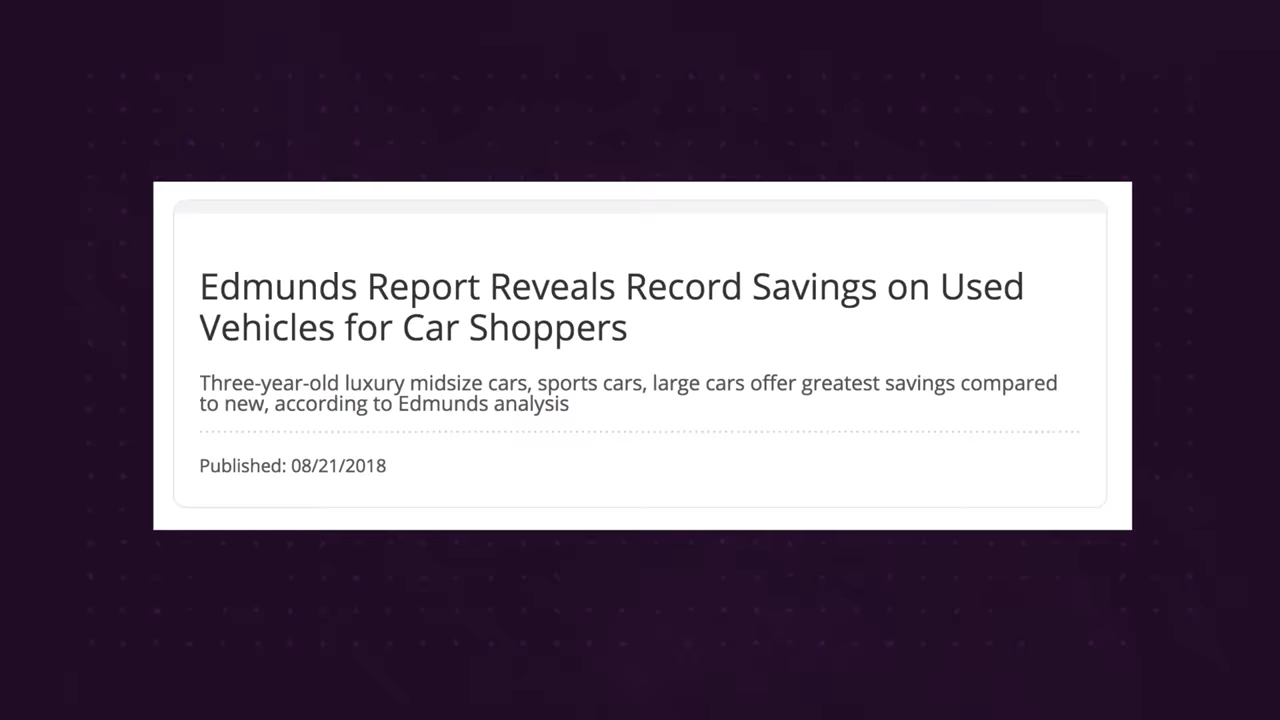 Edmunds Report Reveals Record Savings on Used
Vehicles for Car Shoppers
Three-year-old luxury midsize cars, sports cars, large cars offer greatest savings compared
to new, according to Edmunds analysis
Published: 08/21/2018